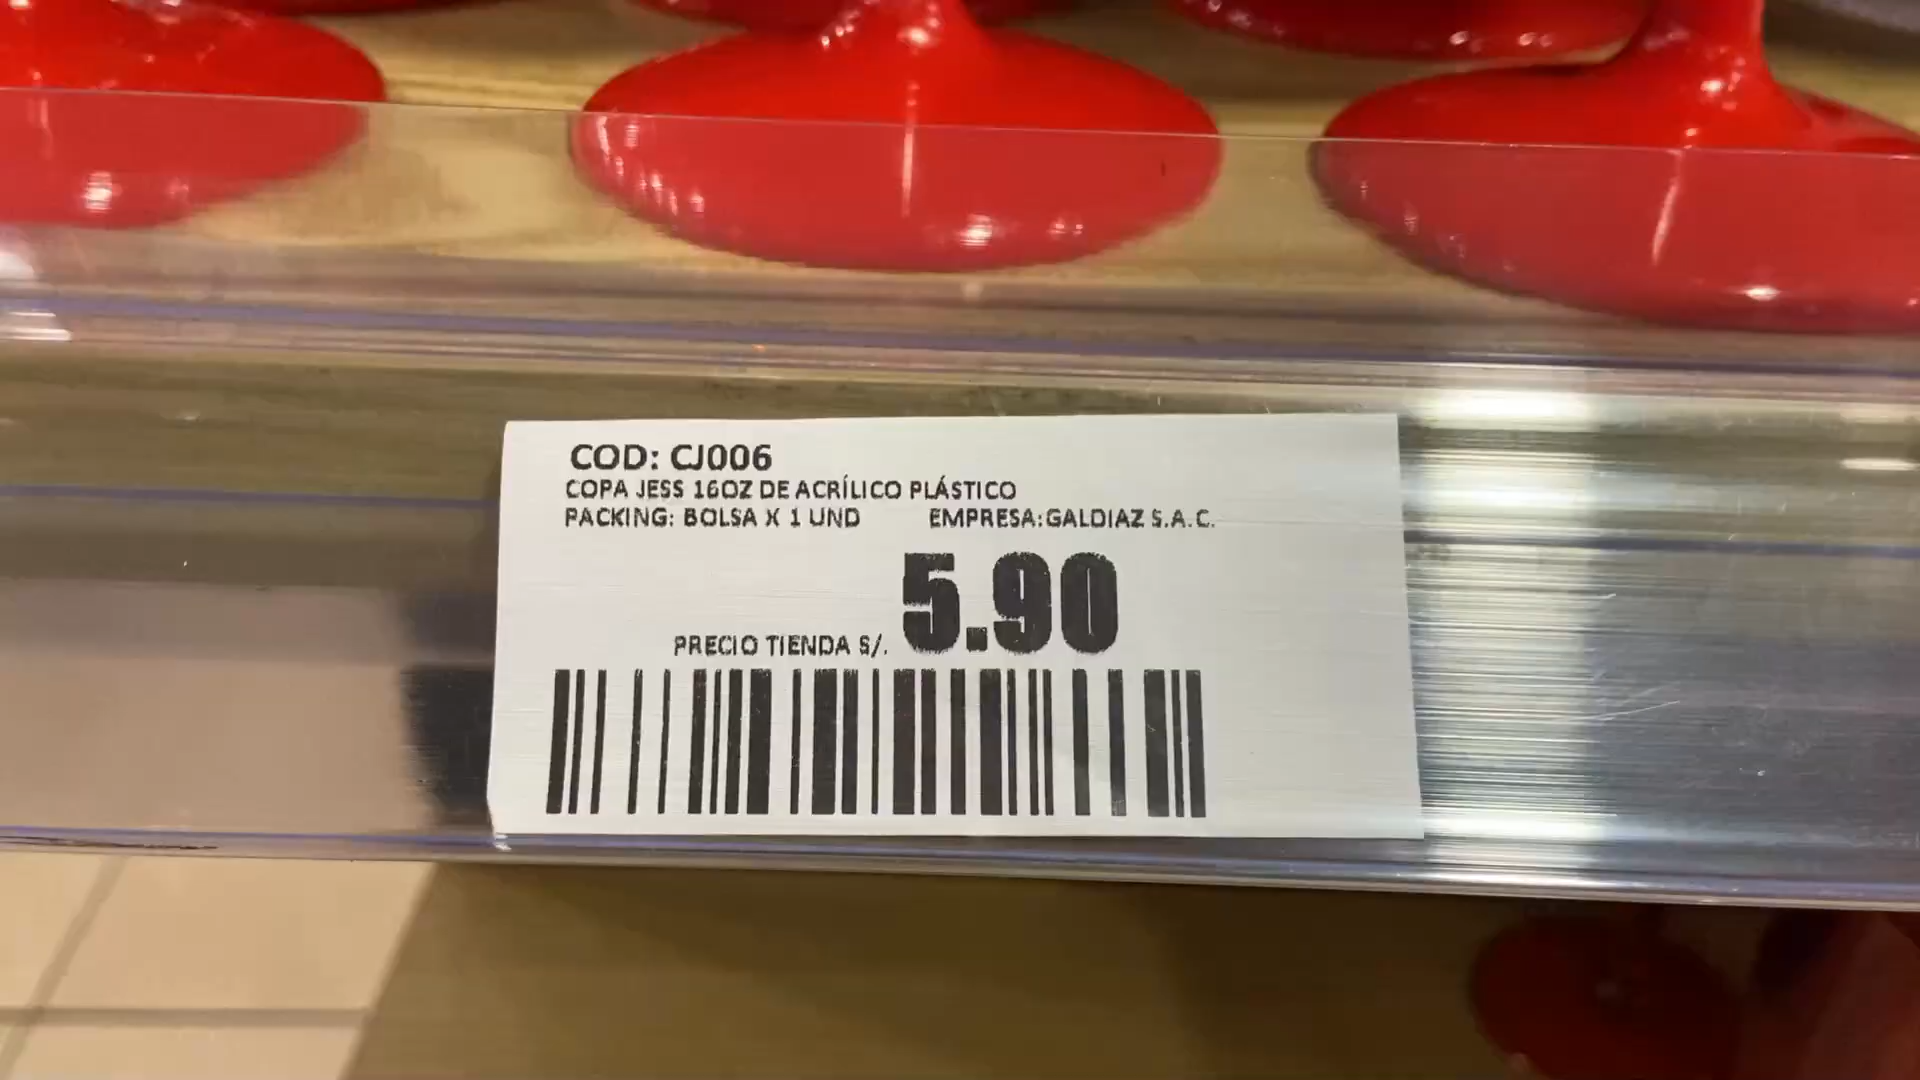 COD: CJ006
COPA JESS 16OZ DE ACRÍLICO PLÁSTICO
PACKING: BOLSA X 1 UND EMPRESA:GALDIAZ S.A.C.
PRECIO TIENDA S/. 5.90